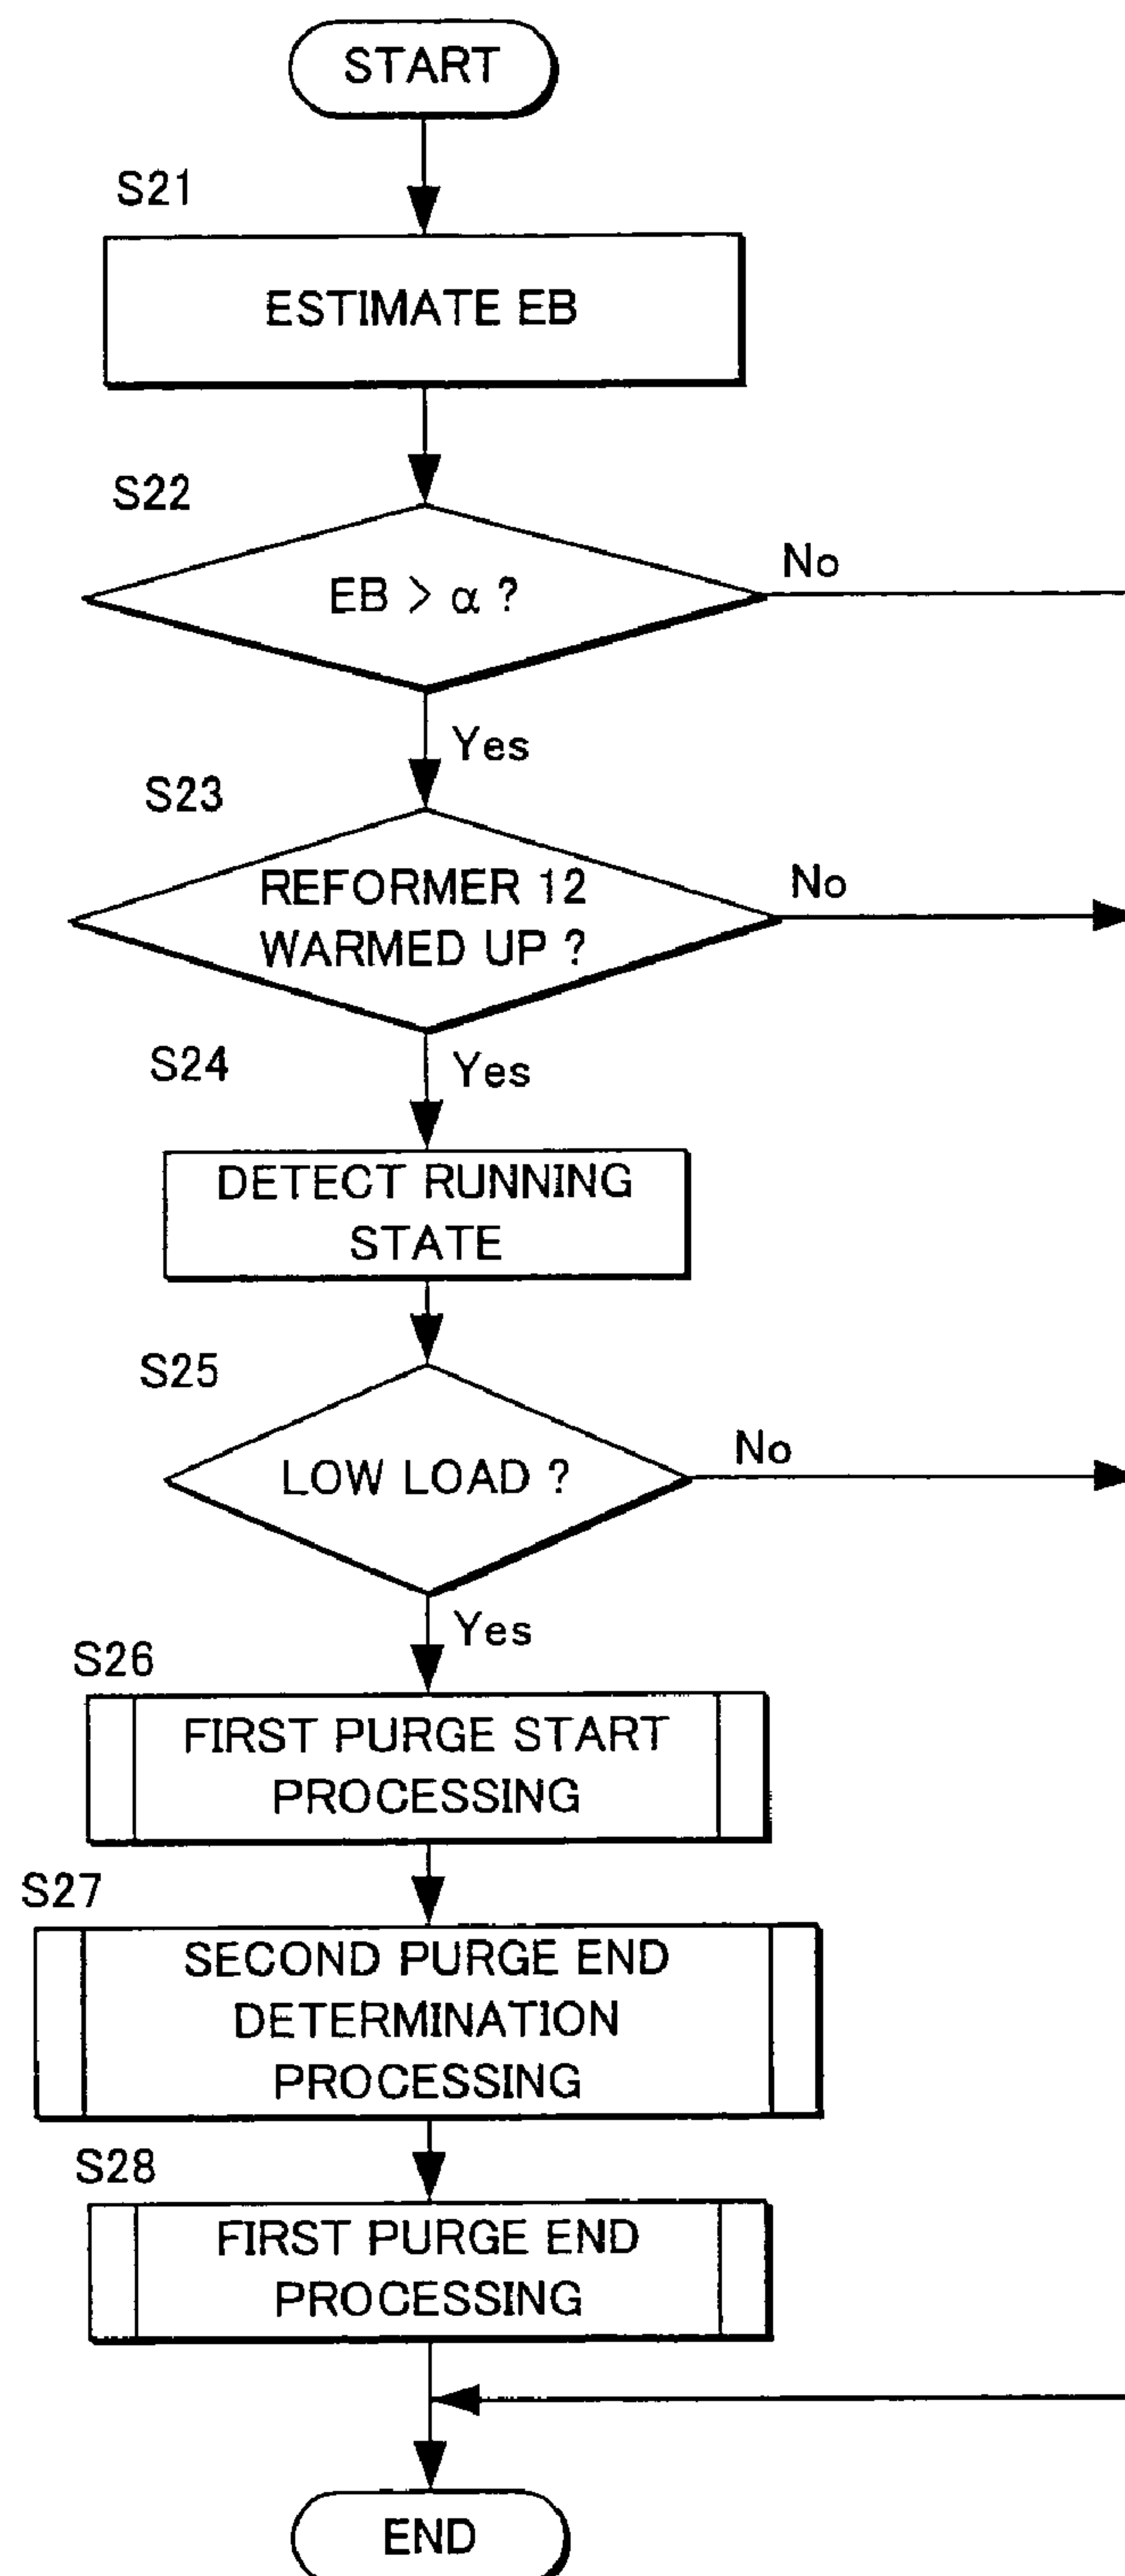 START
S21
ESTIMATE EB
S22
EB > α ?
No
Yes
S23
REFORMER 12
WARMED UP ?
No
S24
Yes
DETECT RUNNING
STATE
S25
LOW LOAD ?
No
Yes
S26
FIRST PURGE START
PROCESSING
S27
SECOND PURGE END
DETERMINATION
PROCESSING
S28
FIRST PURGE END
PROCESSING
END